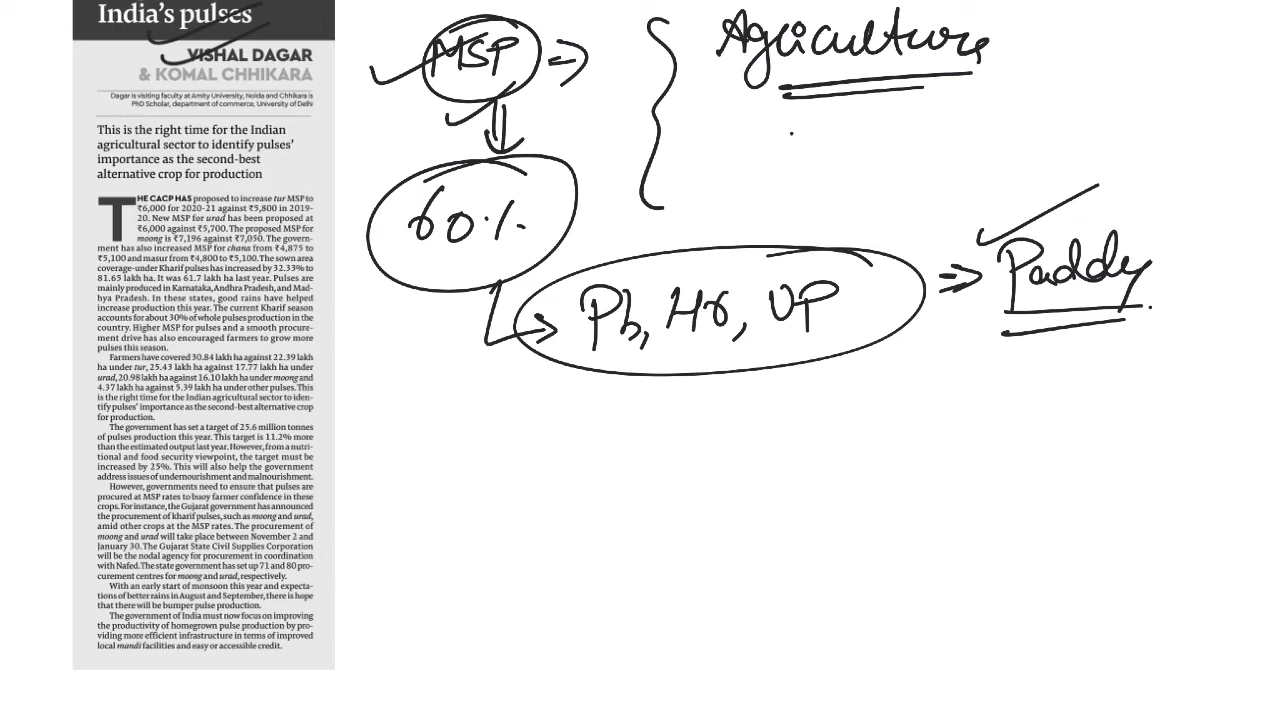 India's pulses
VISHAL DAGAR
& KOMAL CHHIKARA
Dagar is visiting faculty at Amity University, Noida and Chhikara is
PhD Scholar, department of commerce, University of Delhi
This is the right time for the Indian
agricultural sector to identify pulses'
importance as the second-best
alternative crop for production
THE CACP HAS proposed to increase tur MSP to
₹6,000 for 2020-21 against ₹5,800 in 2019-
20. New MSP for urad has been proposed at
₹6,000 against ₹5,700. The proposed MSP for
moong is ₹7,196 against ₹7,050. The govern-
ment has also increased MSP for chana from ₹4,875 to
₹5,100 and masur from ₹4,800 to ₹5,100. The sown area
coverage-under Kharif pulses has increased by 32.33% to
81.65 lakh ha. It was 61.7 lakh ha last year. Pulses are
mainly produced in Karnataka, Andhra Pradesh, and Mad-
hya Pradesh. In these states, good rains have helped
increase production this year. The current Kharif season
accounts for about 30% of whole pulses production in the
country. Higher MSP for pulses and a smooth procure-
ment drive has also encouraged farmers to grow more
pulses this season.
Farmers have covered 30.84 lakh ha against 22.39 lakh
ha under tur, 25.43 lakh ha against 17.77 lakh ha under
urad, 20.98 lakh ha against 16.10 lakh ha under moong and
4.37 lakh ha against 5.39 lakh ha under other pulses. This
is the right time for the Indian agricultural sector to iden-
tify pulses' importance as the second-best alternative crop
for production.
The government has set a target of 25.6 million tonnes
of pulses production this year. This target is 11.2% more
than the estimated output last year. However, from a nutri-
tional and food security viewpoint, the target must be
increased by 25%. This will also help the government
address issues of undernourishment and malnourishment.
However, governments need to ensure that pulses are
procured at MSP rates to buoy farmer confidence in these
crops. For instance, the Gujarat government has announced
the procurement of kharif pulses, such as moong and urad,
amid other crops at the MSP rates. The procurement of
moong and urad will take place between November 2 and
January 30. The Gujarat State Civil Supplies Corporation
will be the nodal agency for procurement in coordination
with Nafed. The state government has set up 71 and 80 pro-
curement centres for moong and urad, respectively.
With an early start of monsoon this year and expecta-
tions of better rains in August and September, there is hope
that there will be bumper pulse production.
The government of India must now focus on improving
the productivity of homegrown pulse production by pro-
viding more efficient infrastructure in terms of improved
local mandi facilities and easy or accessible credit.
MSP ⇒ { Agriculture
60%
Pb, Hr, UP ⇒ Paddy